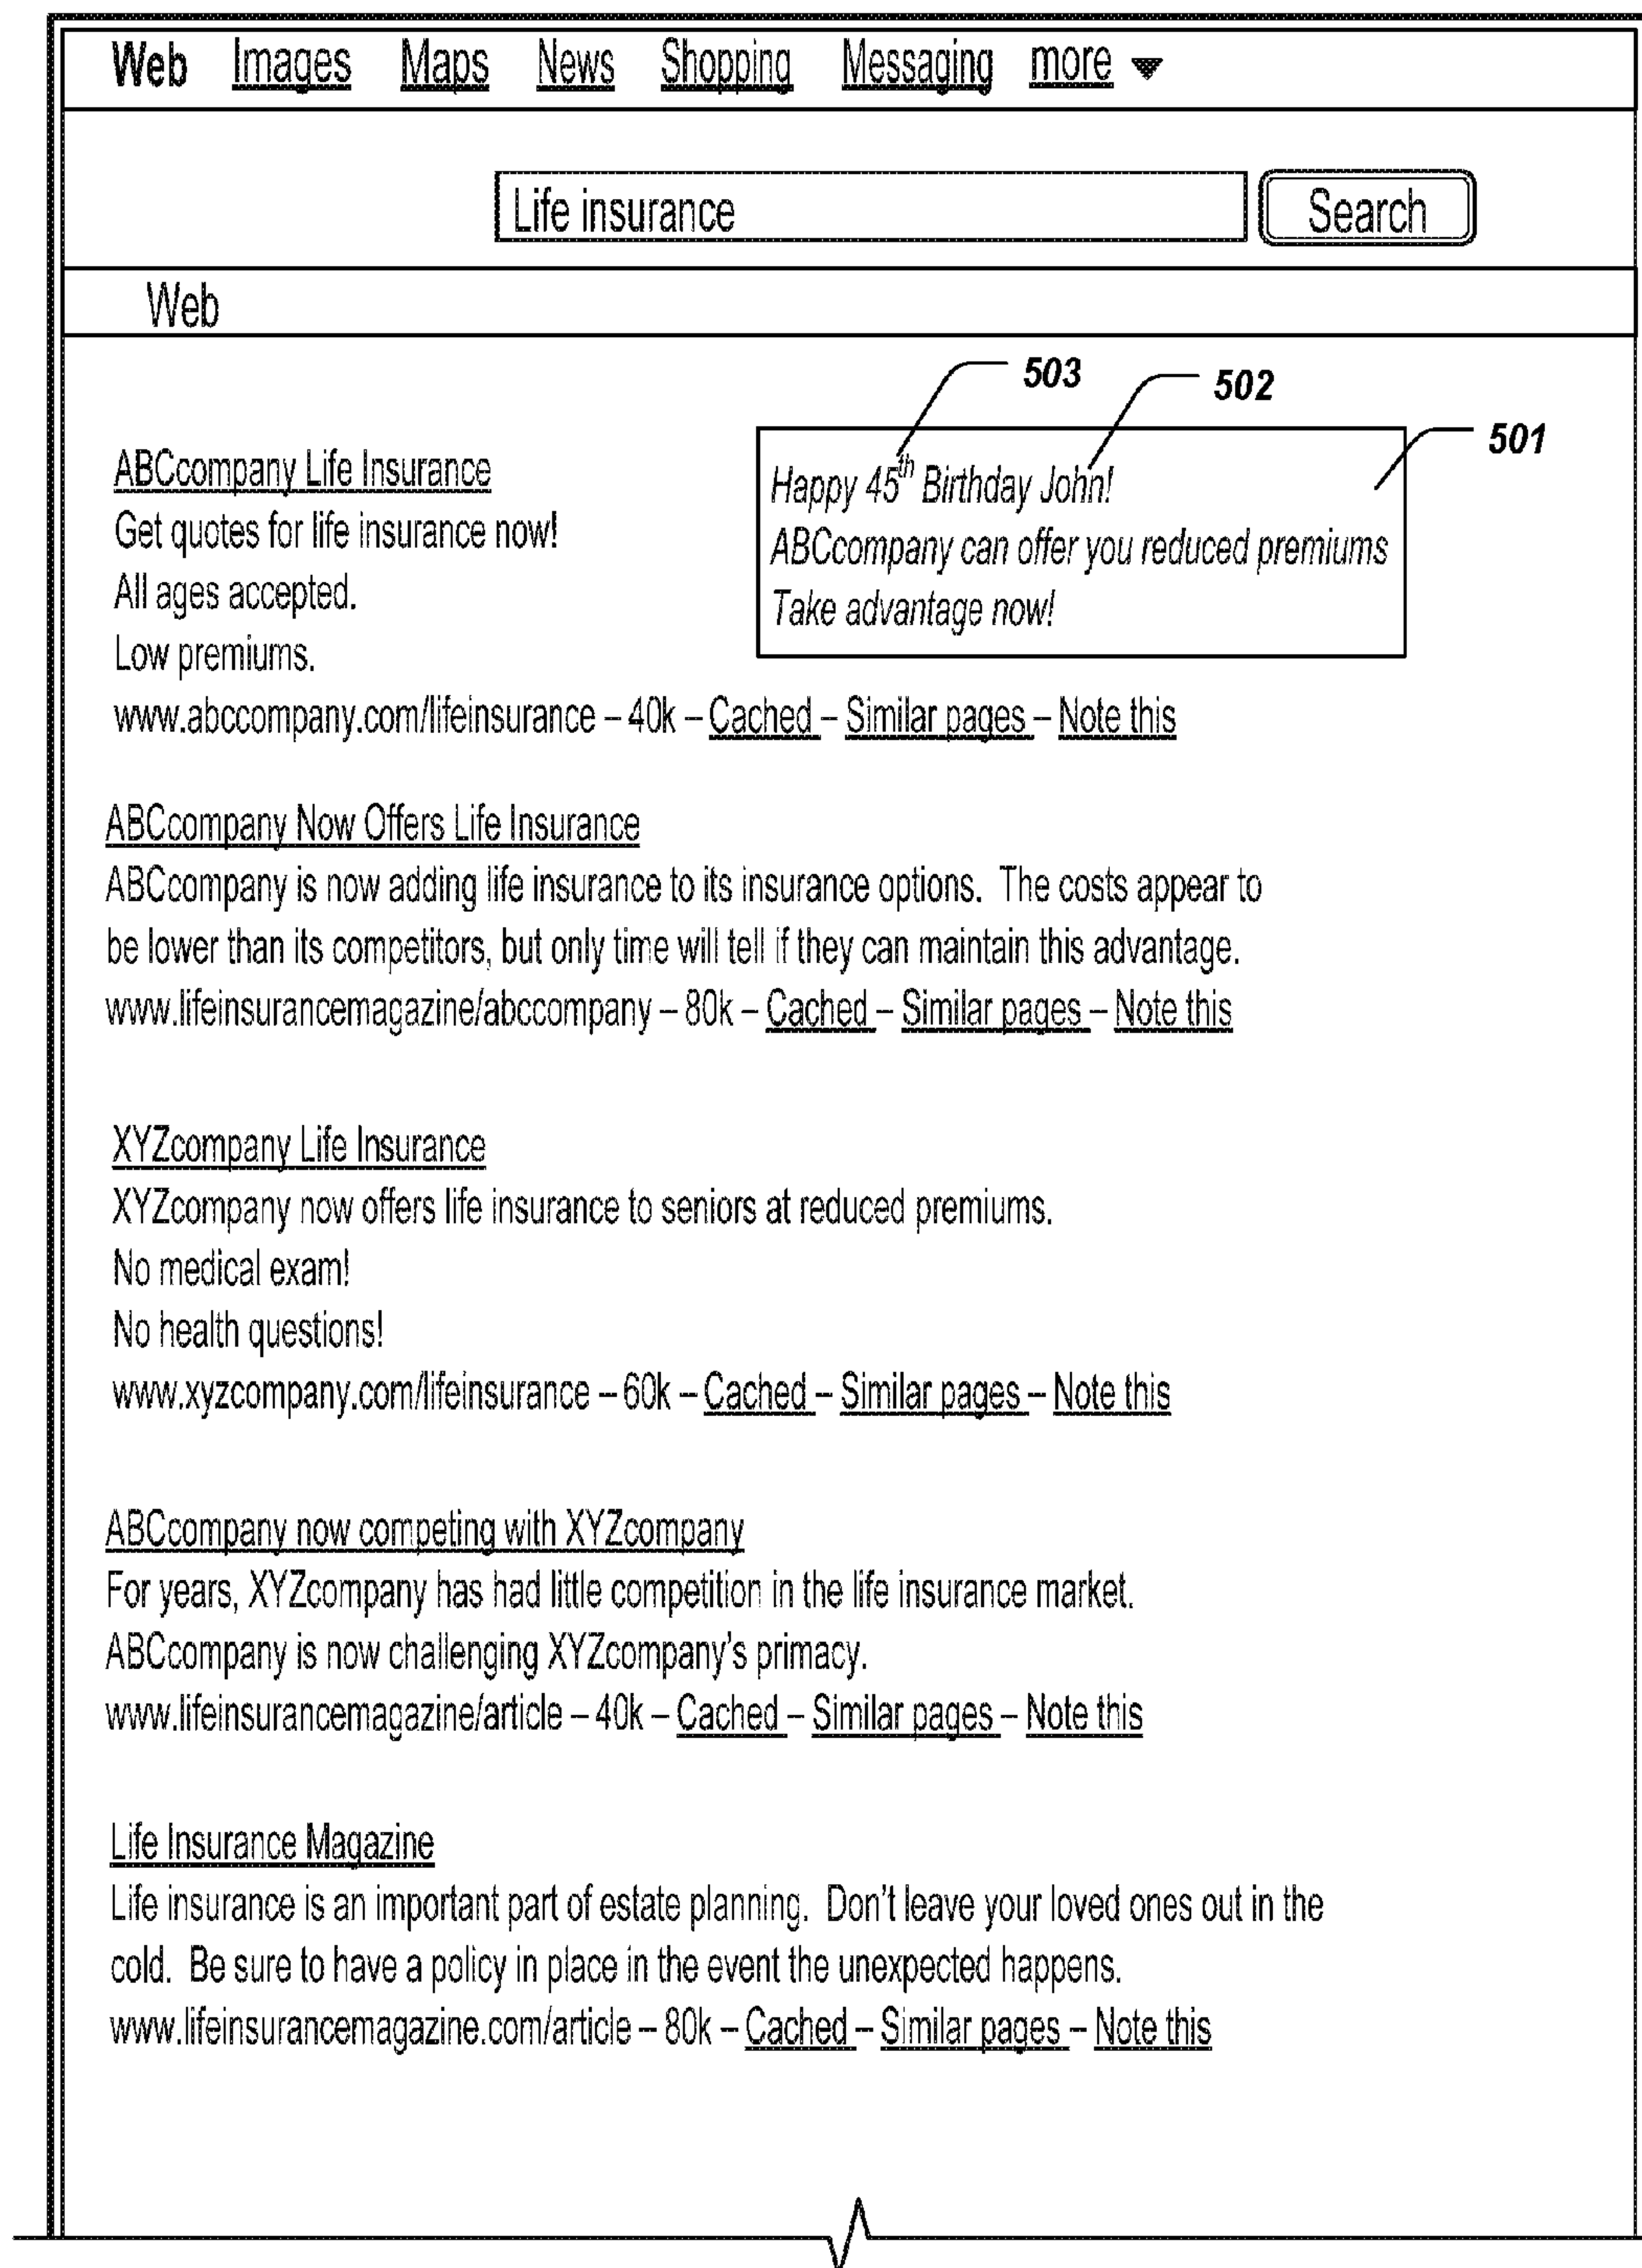 Web Images Maps News Shopping Messaging more
Life insurance Search
Web
503
502
501
ABCcompany Life Insurance
Get quotes for life insurance now!
All ages accepted.
Low premiums.
Happy 45th Birthday John!
ABCcompany can offer you reduced premiums
Take advantage now!
www.abccompany.com/lifeinsurance – 40k – Cached – Similar pages – Note this
ABCcompany Now Offers Life Insurance
ABCcompany is now adding life insurance to its insurance options. The costs appear to
be lower than its competitors, but only time will tell if they can maintain this advantage.
www.lifeinsurancemagazine/abccompany – 80k – Cached – Similar pages – Note this
XYZcompany Life Insurance
XYZcompany now offers life insurance to seniors at reduced premiums.
No medical exam!
No health questions!
www.xyzcompany.com/lifeinsurance – 60k – Cached – Similar pages – Note this
ABCcompany now competing with XYZcompany
For years, XYZcompany has had little competition in the life insurance market.
ABCcompany is now challenging XYZcompany's primacy.
www.lifeinsurancemagazine/article – 40k – Cached – Similar pages – Note this
Life Insurance Magazine
Life insurance is an important part of estate planning. Don't leave your loved ones out in the
cold. Be sure to have a policy in place in the event the unexpected happens.
www.lifeinsurancemagazine.com/article – 80k – Cached – Similar pages – Note this